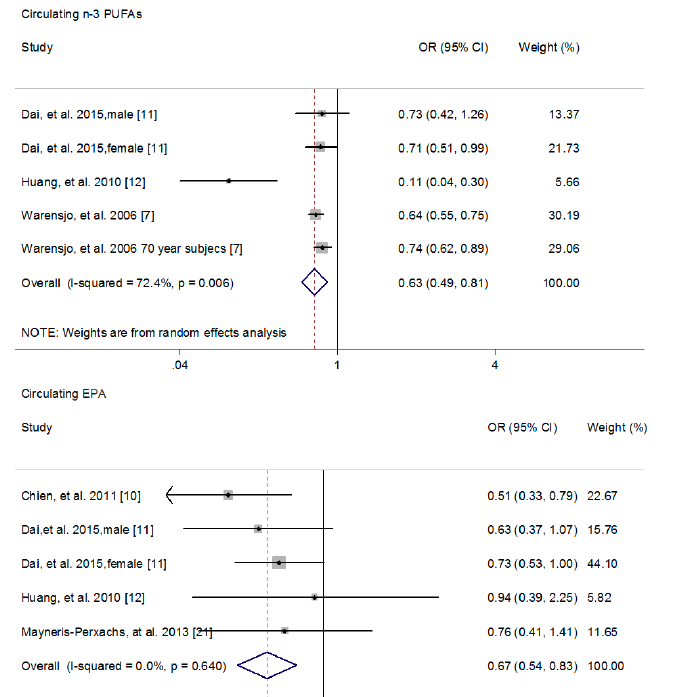 Circulating n-3 PUFAs
Study OR (95% CI) Weight (%)
Dai, et al. 2015,male [11] 0.73 (0.42, 1.26) 13.37
Dai, et al. 2015,female [11] 0.71 (0.51, 0.99) 21.73
Huang, et al. 2010 [12] 0.11 (0.04, 0.30) 5.66
Warensjo, et al. 2006 [7] 0.64 (0.55, 0.75) 30.19
Warensjo, et al. 2006 70 year subjecs [7] 0.74 (0.62, 0.89) 29.06
Overall (I-squared = 72.4%, p = 0.006) 0.63 (0.49, 0.81) 100.00
NOTE: Weights are from random effects analysis
.04 1 4
Circulating EPA
Study OR (95% CI) Weight (%)
Chien, et al. 2011 [10] 0.51 (0.33, 0.79) 22.67
Dai,et al. 2015,male [11] 0.63 (0.37, 1.07) 15.76
Dai, et al. 2015,female [11] 0.73 (0.53, 1.00) 44.10
Huang, et al. 2010 [12] 0.94 (0.39, 2.25) 5.82
Mayneris-Perxachs, at al. 2013 [21] 0.76 (0.41, 1.41) 11.65
Overall (I-squared = 0.0%, p = 0.640) 0.67 (0.54, 0.83) 100.00